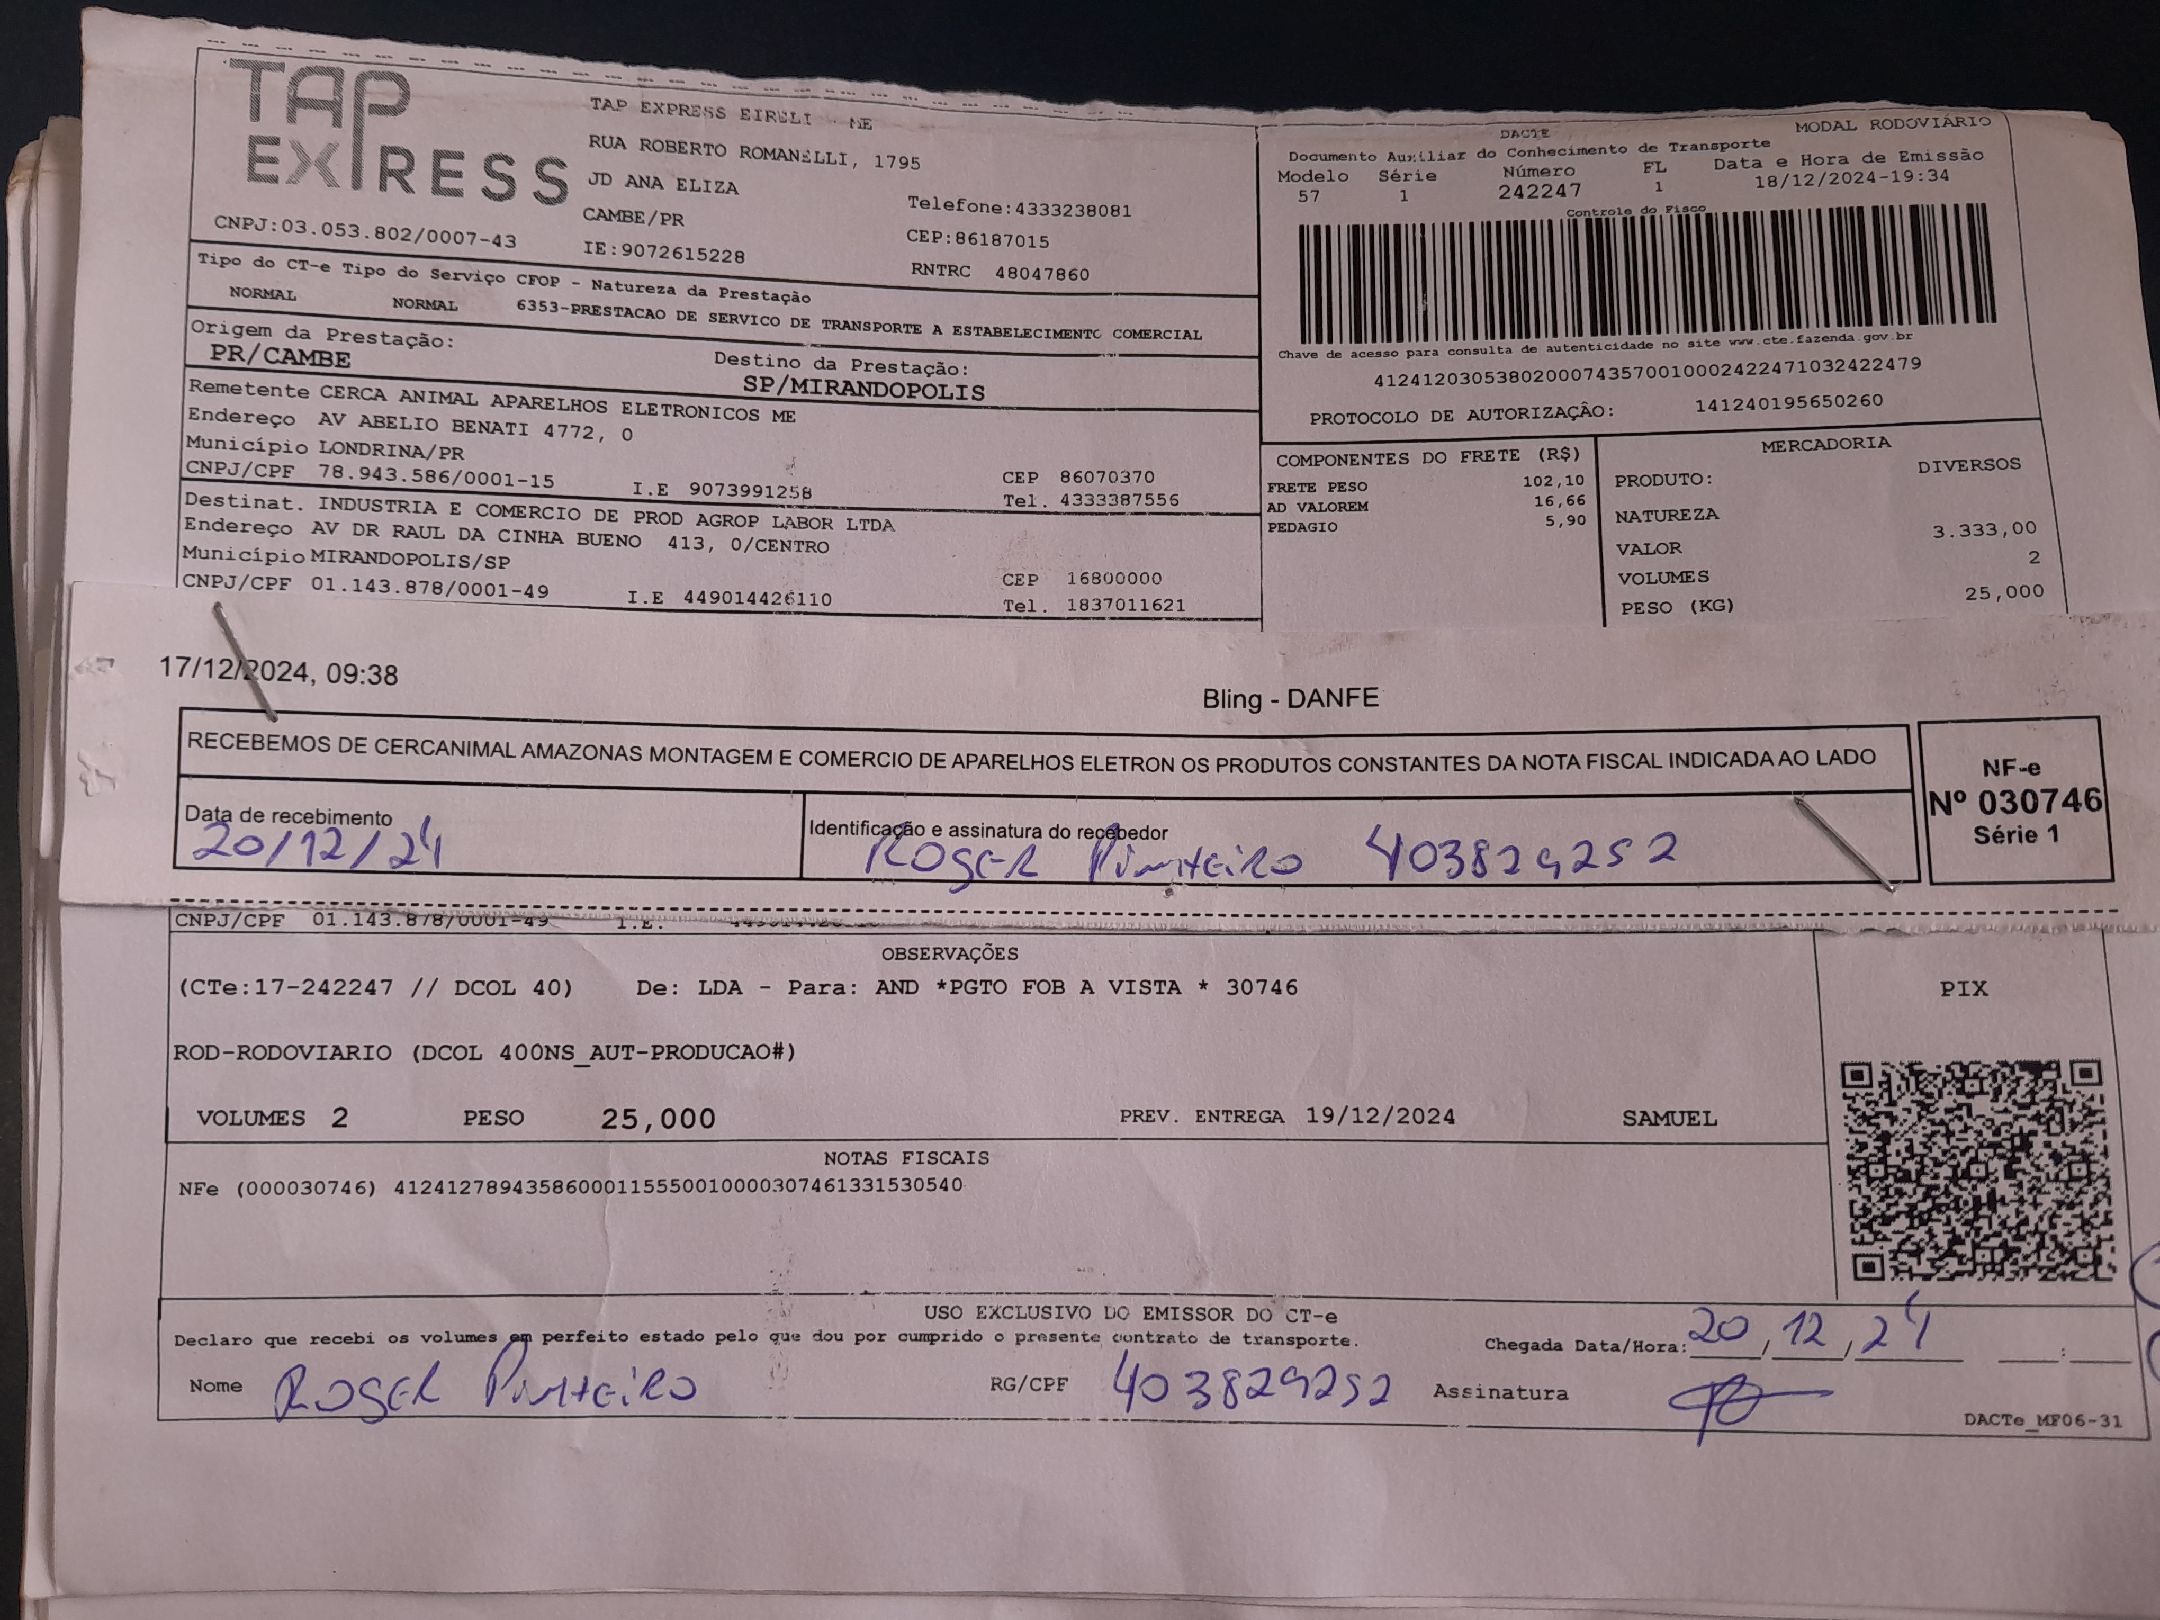 TAP EXPRESS
TAP EXPRESS EIRELI - ME
RUA ROBERTO ROMANELLI, 1795
JD ANA ELIZA
CAMBE/PR
Telefone:4333238081
CEP:86187015
CNPJ:03.053.802/0007-43
IE:9072615228
RNTRC 48047860
Tipo do CT-e Tipo do Serviço CFOP - Natureza da Prestação
NORMAL NORMAL 6353-PRESTACAO DE SERVICO DE TRANSPORTE A ESTABELECIMENTO COMERCIAL
Origem da Prestação:
PR/CAMBE
Destino da Prestação:
SP/MIRANDOPOLIS
Remetente CERCA ANIMAL APARELHOS ELETRONICOS ME
Endereço AV ABELIO BENATI 4772, 0
Município LONDRINA/PR
CEP 86070370
CNPJ/CPF 78.943.586/0001-15 I.E 9073991258
Tel. 4333387556
Destinat. INDUSTRIA E COMERCIO DE PROD AGROP LABOR LTDA
Endereço AV DR RAUL DA CINHA BUENO 413, 0/CENTRO
Município MIRANDOPOLIS/SP
CEP 16800000
CNPJ/CPF 01.143.878/0001-49 I.E 449014426110
Tel. 1837011621
DACTE
MODAL RODOVIÁRIO
Documento Auxiliar do Conhecimento de Transporte
Modelo Série Número FL Data e Hora de Emissão
57 1 242247 1 18/12/2024-19:34
Controle do Fisco
Chave de acesso para consulta de autenticidade no site www.cte.fazenda.gov.br
41241203053802000743570010002422471032422479
PROTOCOLO DE AUTORIZAÇÃO: 141240195650260
COMPONENTES DO FRETE (R$)
FRETE PESO 102,10
AD VALOREM 16,66
PEDAGIO 5,90
MERCADORIA
PRODUTO: DIVERSOS
NATUREZA
VALOR 3.333,00
VOLUMES 2
PESO (KG) 25,000
17/12/2024, 09:38
Bling - DANFE
RECEBEMOS DE CERCANIMAL AMAZONAS MONTAGEM E COMERCIO DE APARELHOS ELETRON OS PRODUTOS CONSTANTES DA NOTA FISCAL INDICADA AO LADO
NF-e
Nº 030746
Série 1
Data de recebimento
20/12/24
Identificação e assinatura do recebedor
ROGER PINHEIRO 403829252
CNPJ/CPF 01.143.878/0001-49 I.E.
OBSERVAÇÕES
(CTe:17-242247 // DCOL 40) De: LDA - Para: AND *PGTO FOB A VISTA * 30746
PIX
ROD-RODOVIARIO (DCOL 400NS_AUT-PRODUCAO#)
VOLUMES 2 PESO 25,000 PREV. ENTREGA 19/12/2024 SAMUEL
NOTAS FISCAIS
NFe (000030746) 41241278943586000115550010000307461331530540
USO EXCLUSIVO DO EMISSOR DO CT-e
Declaro que recebi os volumes em perfeito estado pelo que dou por cumprido o presente contrato de transporte.
Chegada Data/Hora: 20, 12, 24 :
Nome ROGER PINHEIRO RG/CPF 403829252 Assinatura
DACTe_MF06-31